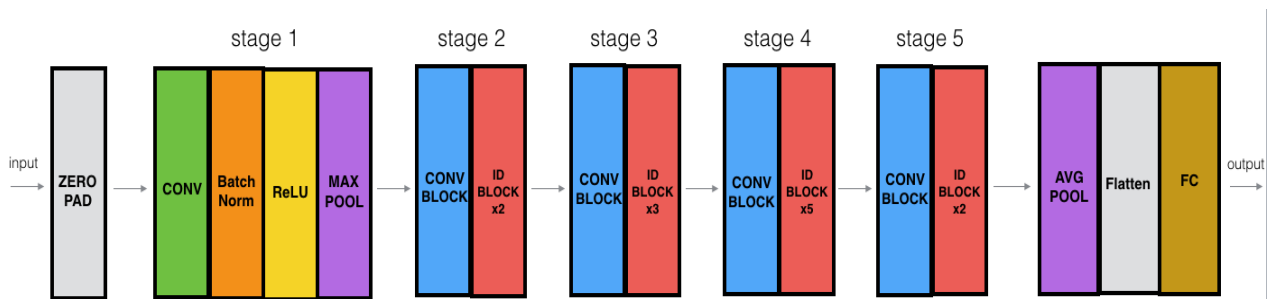 stage 1
stage 2
stage 3
stage 4
stage 5
input
ZERO
PAD
CONV
Batch
Norm
ReLU
MAX
POOL
CONV
BLOCK
ID
BLOCK
x2
CONV
BLOCK
ID
BLOCK
x3
CONV
BLOCK
ID
BLOCK
x5
CONV
BLOCK
ID
BLOCK
x2
AVG
POOL
Flatten
FC
output